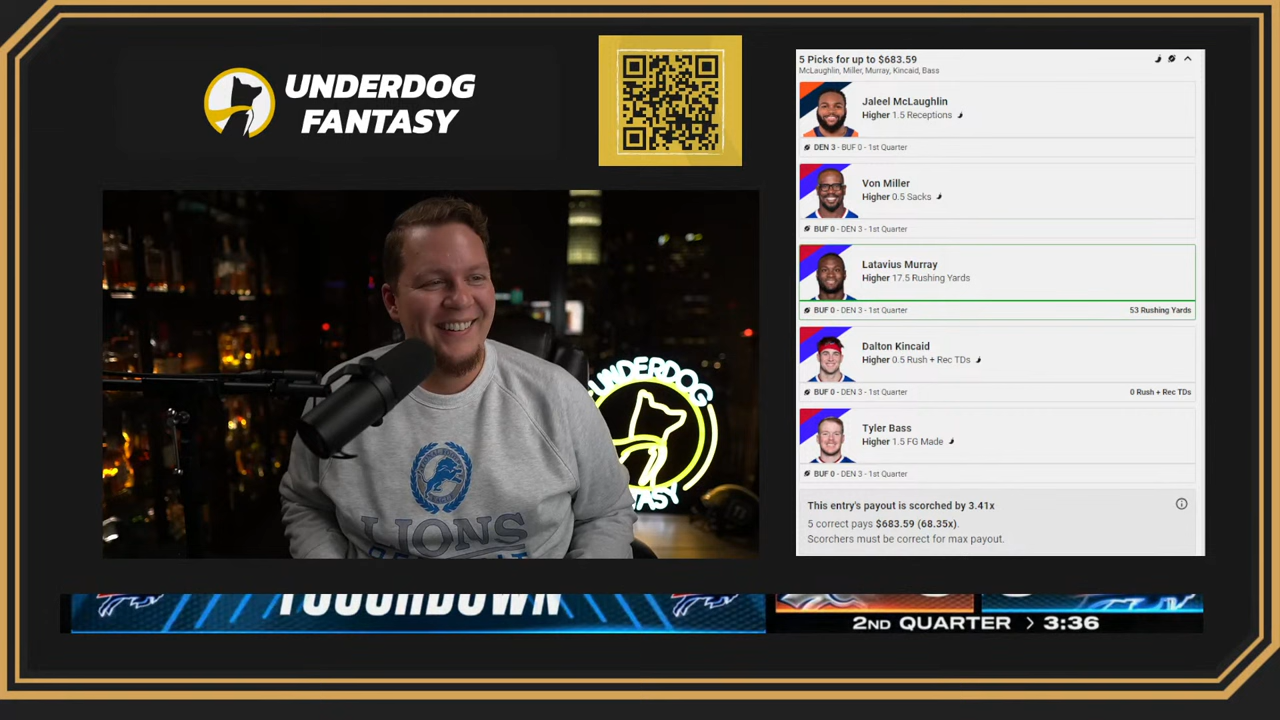 UNDERDOG
FANTASY
5 Picks for up to $683.59
McLaughlin, Miller, Murray, Kincaid, Bass
Jaleel McLaughlin
Higher 1.5 Receptions
DEN 3 - BUF 0 - 1st Quarter
Von Miller
Higher 0.5 Sacks
BUF 0 - DEN 3 - 1st Quarter
Latavius Murray
Higher 17.5 Rushing Yards
BUF 0 - DEN 3 - 1st Quarter 53 Rushing Yards
Dalton Kincaid
Higher 0.5 Rush + Rec TDs
BUF 0 - DEN 3 - 1st Quarter 0 Rush + Rec TDs
Tyler Bass
Higher 1.5 FG Made
BUF 0 - DEN 3 - 1st Quarter
This entry's payout is scorched by 3.41x
5 correct pays $683.59 (68.35x).
Scorchers must be correct for max payout.
UNDERDOG
FANTASY
LIONS
TOUCHDOWN
2ND QUARTER > 3:36